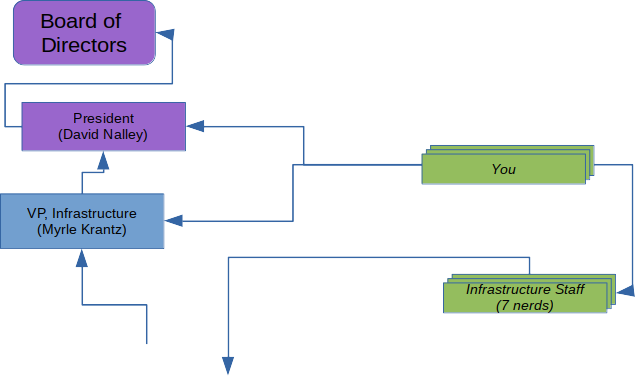 Board of
Directors
President
(David Nalley)
You
VP, Infrastructure
(Myrle Krantz)
Infrastructure Staff
(7 nerds)